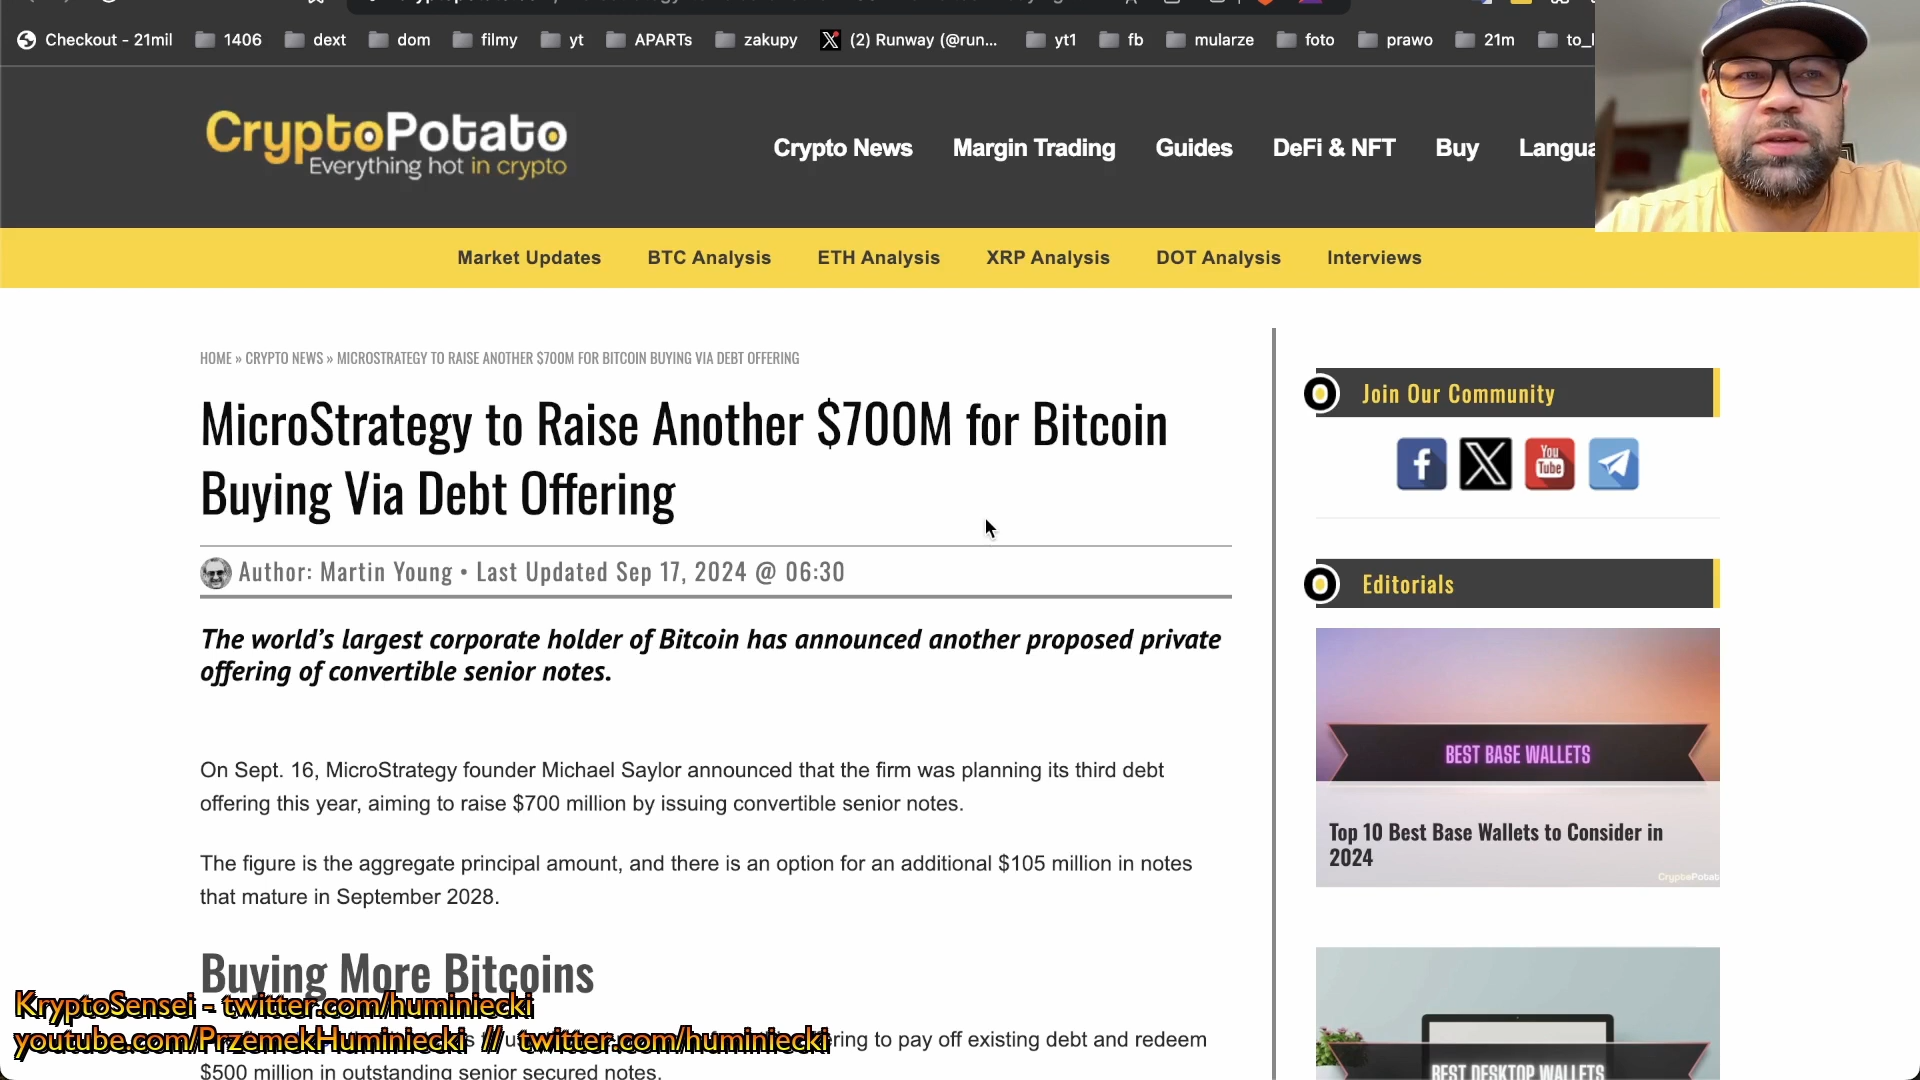 Checkout - 21mil 1406 dext dom filmy yt APARTs zakupy (2) Runway (@run... yt1 fb mularze foto prawo 21m
CryptoPotato
Everything hot in crypto
Crypto News Margin Trading Guides DeFi & NFT Buy
Market Updates BTC Analysis ETH Analysis XRP Analysis DOT Analysis Interviews
HOME » CRYPTO NEWS » MICROSTRATEGY TO RAISE ANOTHER $700M FOR BITCOIN BUYING VIA DEBT OFFERING
MicroStrategy to Raise Another $700M for Bitcoin
Buying Via Debt Offering
Author: Martin Young • Last Updated Sep 17, 2024 @ 06:30
The world's largest corporate holder of Bitcoin has announced another proposed private
offering of convertible senior notes.
On Sept. 16, MicroStrategy founder Michael Saylor announced that the firm was planning its third debt
offering this year, aiming to raise $700 million by issuing convertible senior notes.
The figure is the aggregate principal amount, and there is an option for an additional $105 million in notes
that mature in September 2028.
Buying More Bitcoins
to pay off existing debt and redeem
$500 million in outstanding senior secured notes.
Join Our Community
You
Tube
Editorials
BEST BASE WALLETS
Top 10 Best Base Wallets to Consider in
2024
BEST DESKTOP WALLETS
KryptoSensei - twitter.com/huminiecki
youtube.com/PrzemekHuminiecki // twitter.com/huminiecki